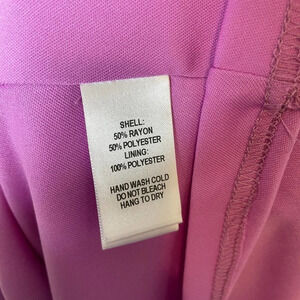 SHELL:
50% RAYON
50% POLYESTER
LINING:
100% POLYESTER
HAND WASH COLD
DO NOT BLEACH
HANG TO DRY